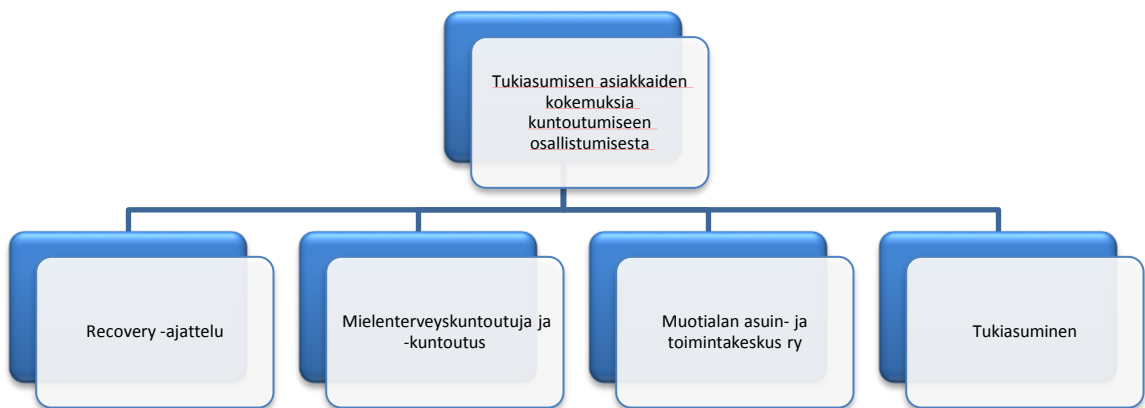 Tukiasumisen asiakkaiden
kokemuksia
kuntoutumiseen
osallistumisesta
Recovery -ajattelu
Mielenterveyskuntoutuja ja
-kuntoutus
Muotialan asuin- ja
toimintakeskus ry
Tukiasuminen